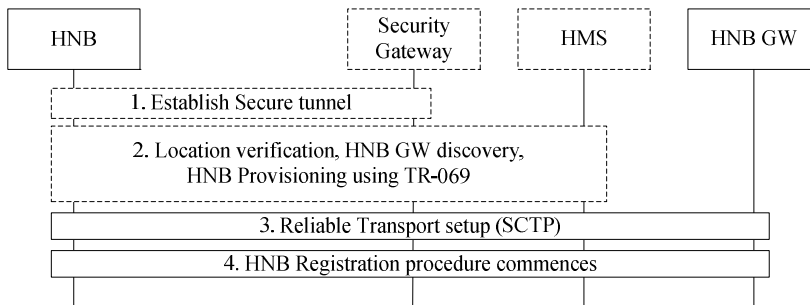 HNB
Security
Gateway
HMS
HNB GW
1. Establish Secure tunnel
2. Location verification, HNB GW discovery,
HNB Provisioning using TR-069
3. Reliable Transport setup (SCTP)
4. HNB Registration procedure commences